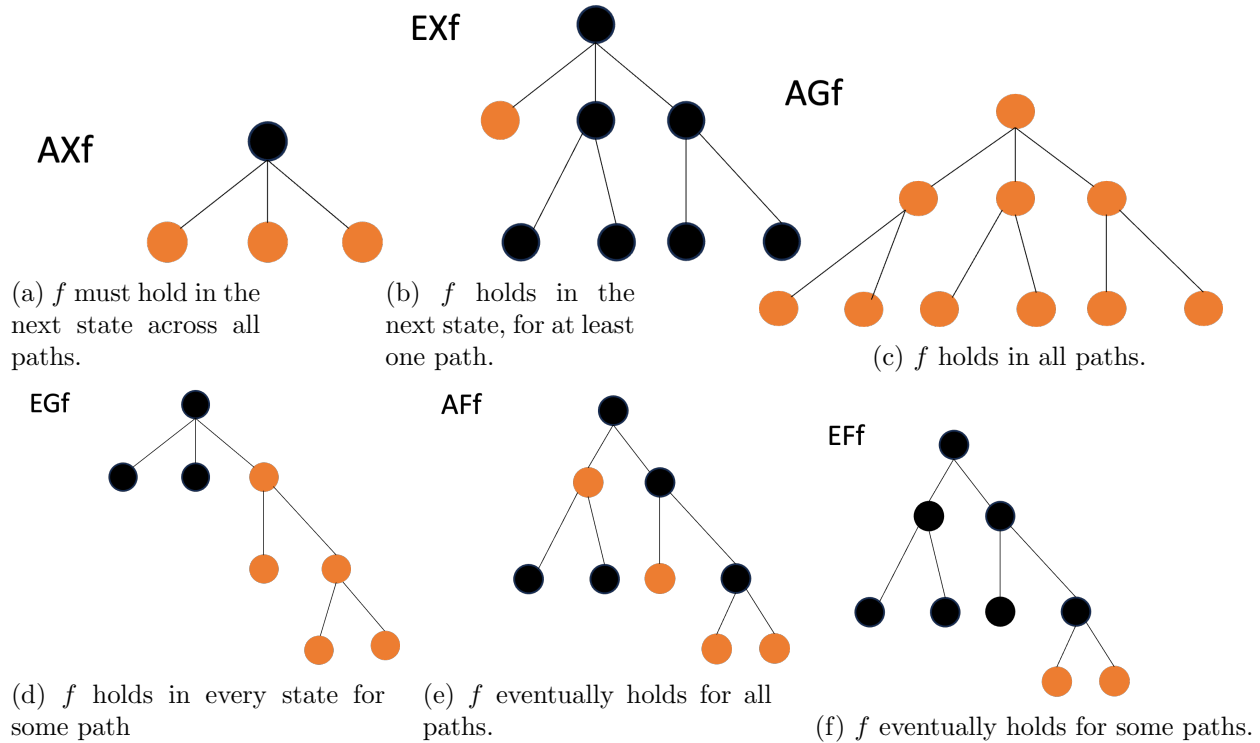 AXf
(a) f must hold in the
next state across all
paths.
EXf
(b) f holds in the
next state, for at least
one path.
AGf
(c) f holds in all paths.
EGf
(d) f holds in every state for
some path
AFf
(e) f eventually holds for all
paths.
EFf
(f) f eventually holds for some paths.